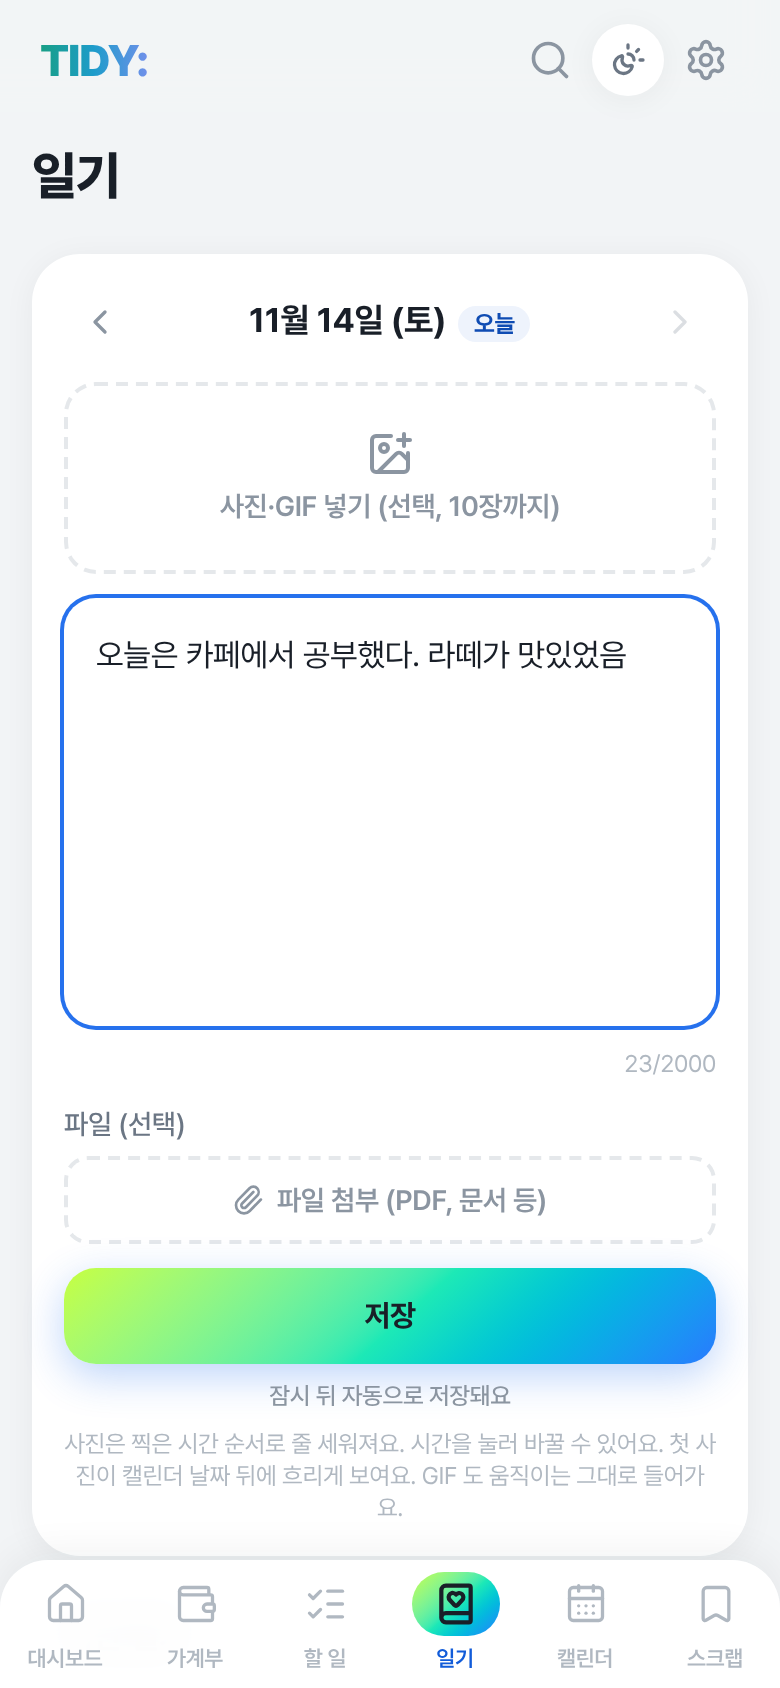 TIDY:
일기
11월 14일 (토) 오늘
사진·GIF 넣기 (선택, 10장까지)
오늘은 카페에서 공부했다. 라떼가 맛있었음
23/2000
파일 (선택)
파일 첨부 (PDF, 문서 등)
저장
잠시 뒤 자동으로 저장돼요
사진은 찍은 시간 순서로 줄 세워져요. 시간을 눌러 바꿀 수 있어요. 첫 사
진이 캘린더 날짜 뒤에 흐리게 보여요. GIF 도 움직이는 그대로 들어가
요.
대시보드 가계부 할 일 일기 캘린더 스크랩